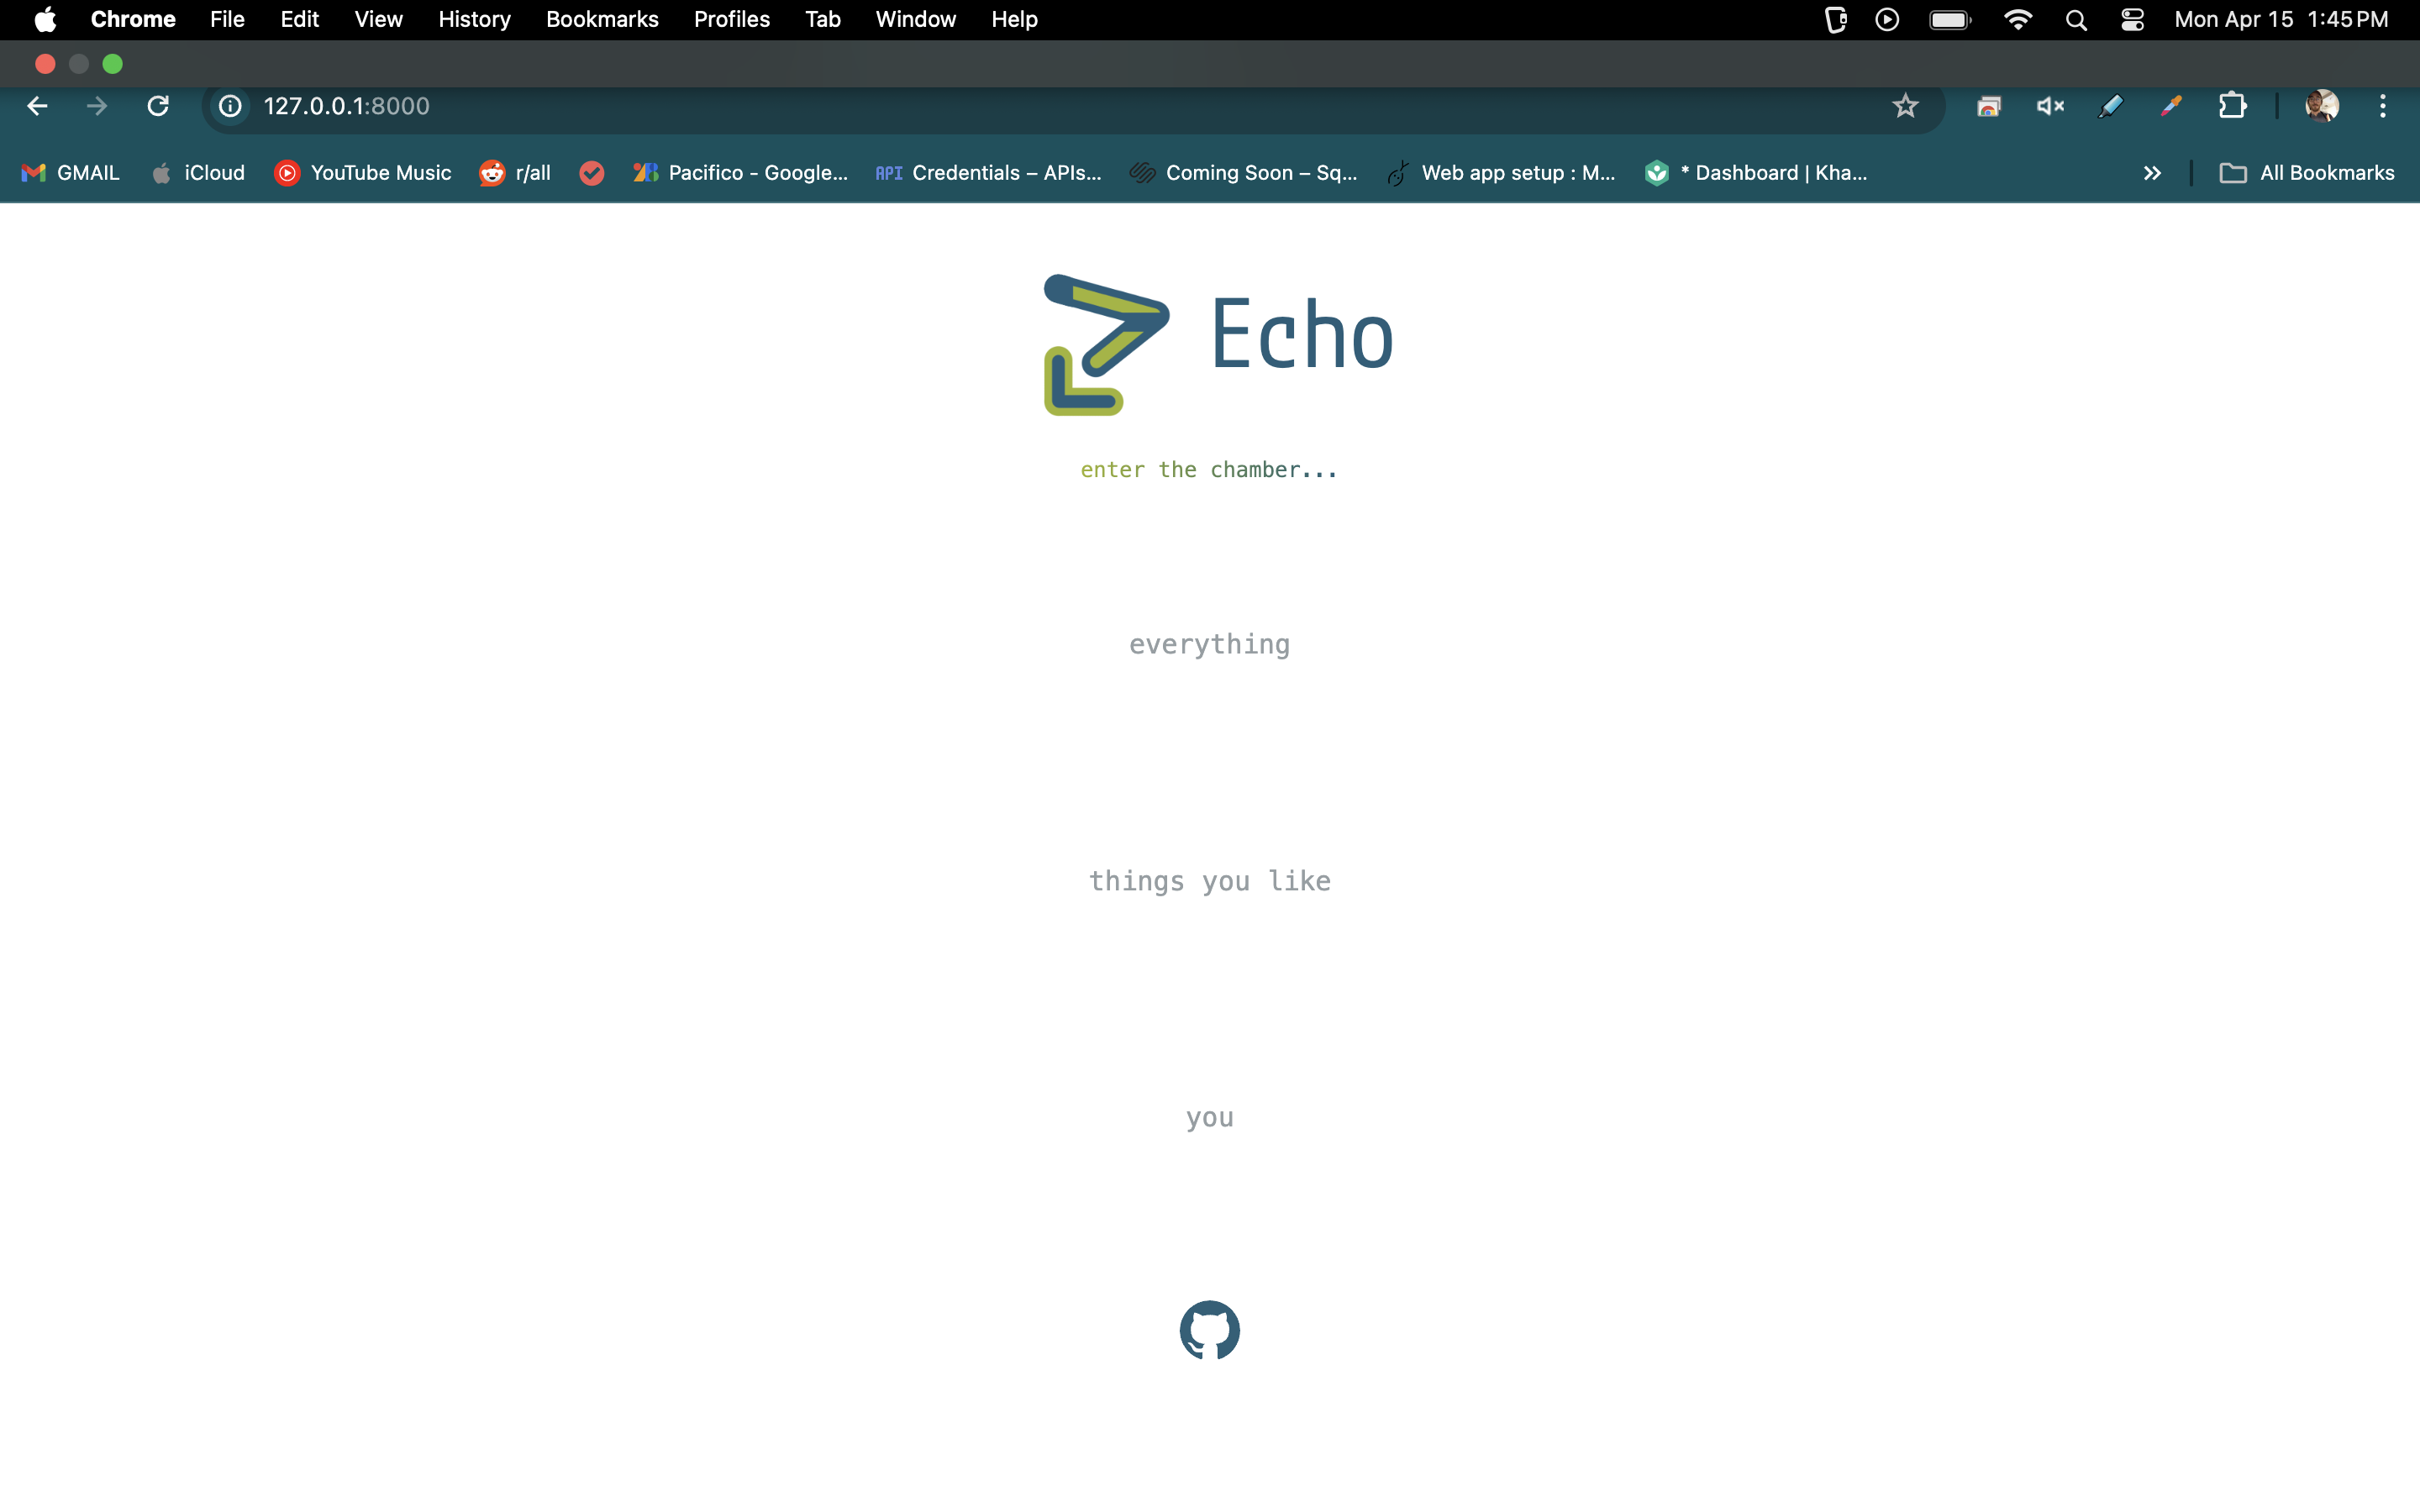 Chrome File Edit View History Bookmarks Profiles Tab Window Help Mon Apr 15 1:45 PM
127.0.0.1:8000
GMAIL iCloud YouTube Music r/all Pacifico - Google... API Credentials – APIs... Coming Soon – Sq... Web app setup : M... * Dashboard | Kha... All Bookmarks
Echo
enter the chamber...
everything
things you like
you